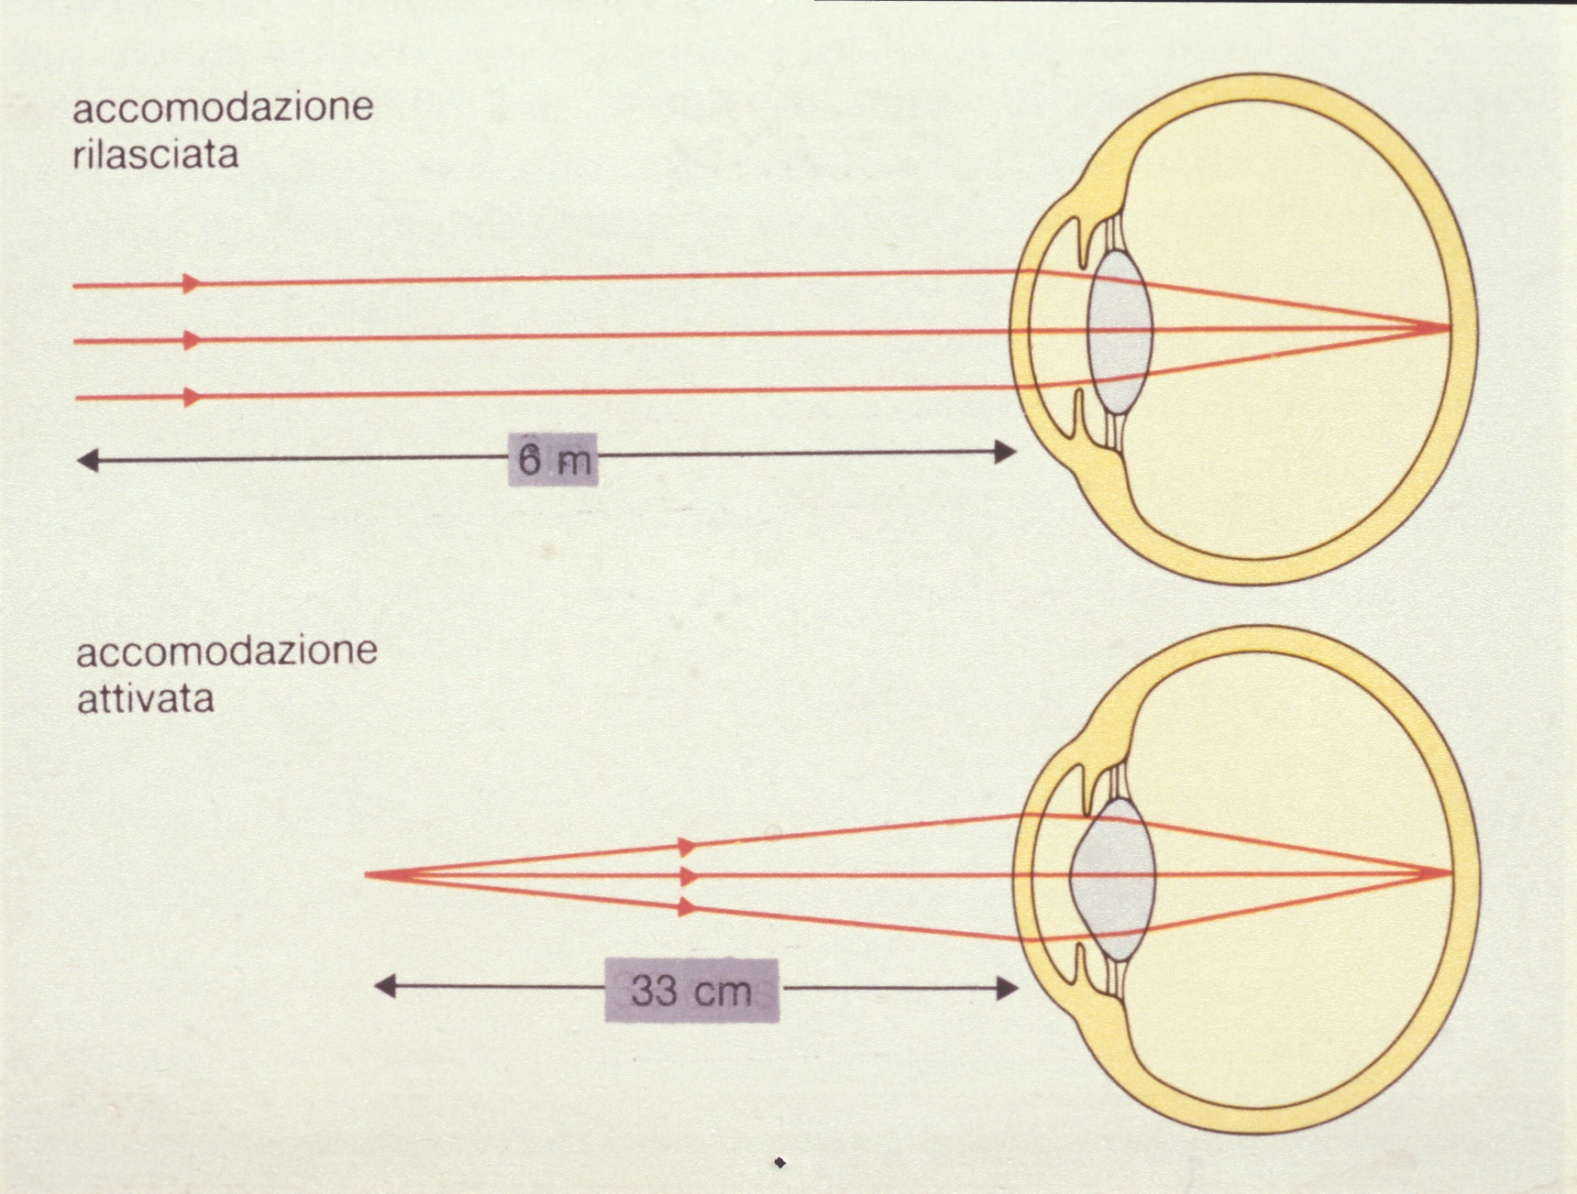 accomodazione
rilasciata
6 m
accomodazione
attivata
33 cm